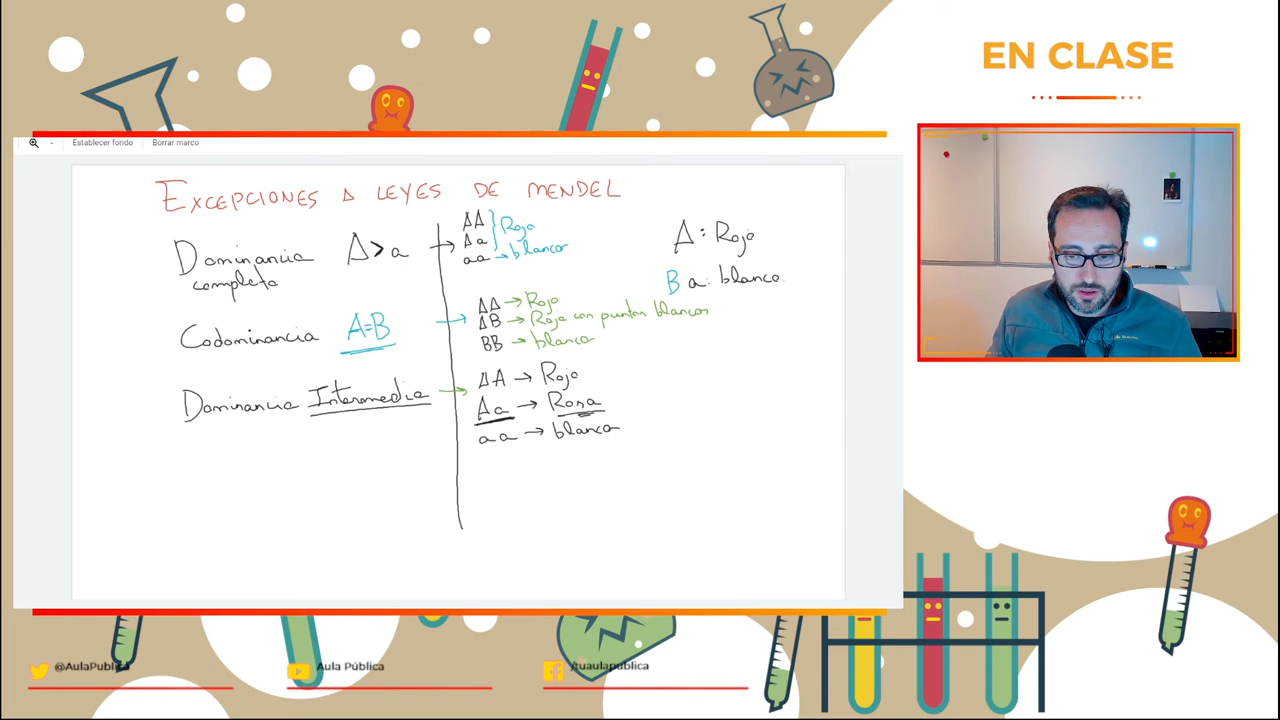 EN CLASE
Establecer fondo Borrar marco
EXCEPCIONES A LEYES DE MENDEL
Dominancia completa A>a
AA
Aa
Rojo
aa → blanco
A: Rojo
B a: blanco.
Codominancia A=B
AA → Rojo
AB → Rojo con puntos blancos
BB → blanco
Dominancia Intermedia
AA → Rojo
Aa → Rosa
aa → blanco
@AulaPublica
Aula Pública
/tuaulapublica